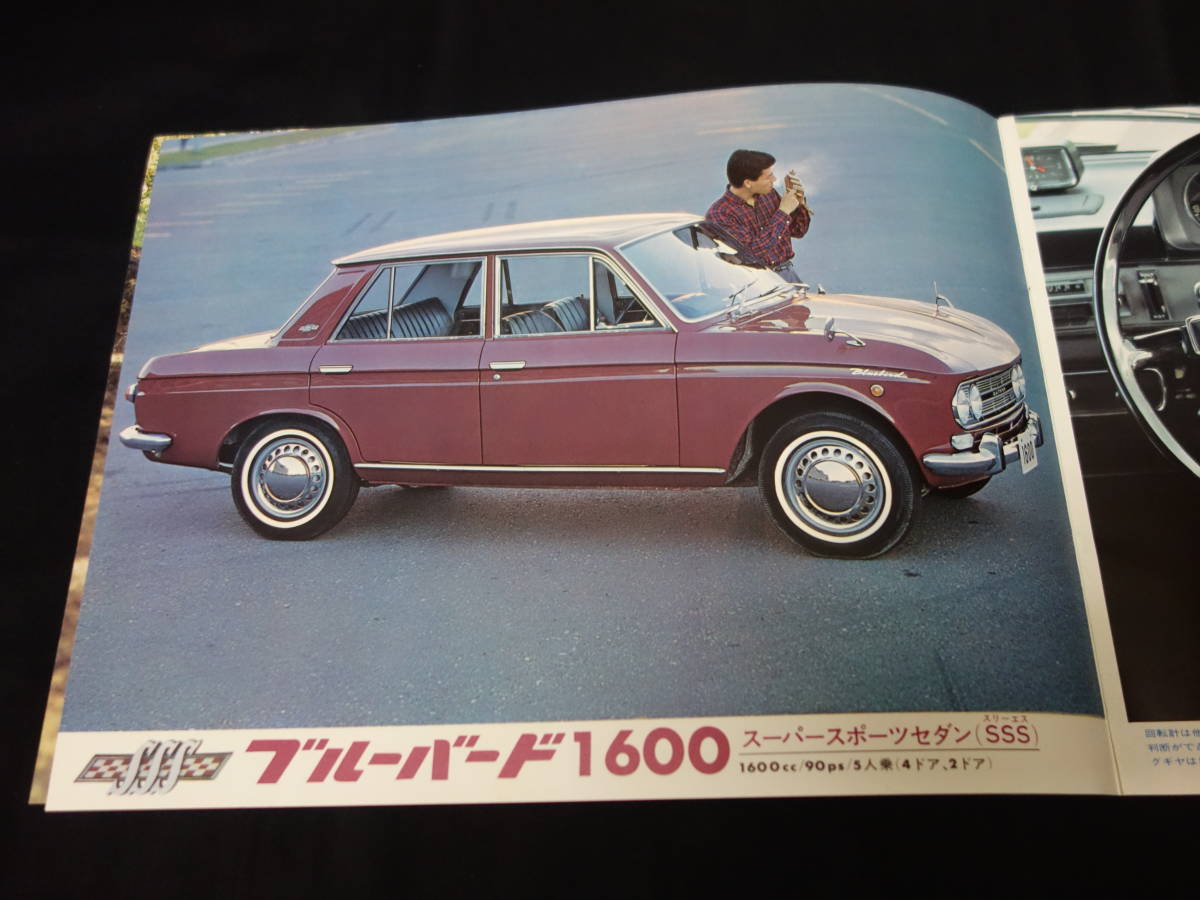 Bluebird
1600
SSS
ブルーバード1600
スーパースポーツセダン(SSS)
スリーエス
1600cc/90ps/5人乗(4ドア、2ドア)
回転計は
判断がで
グギヤは